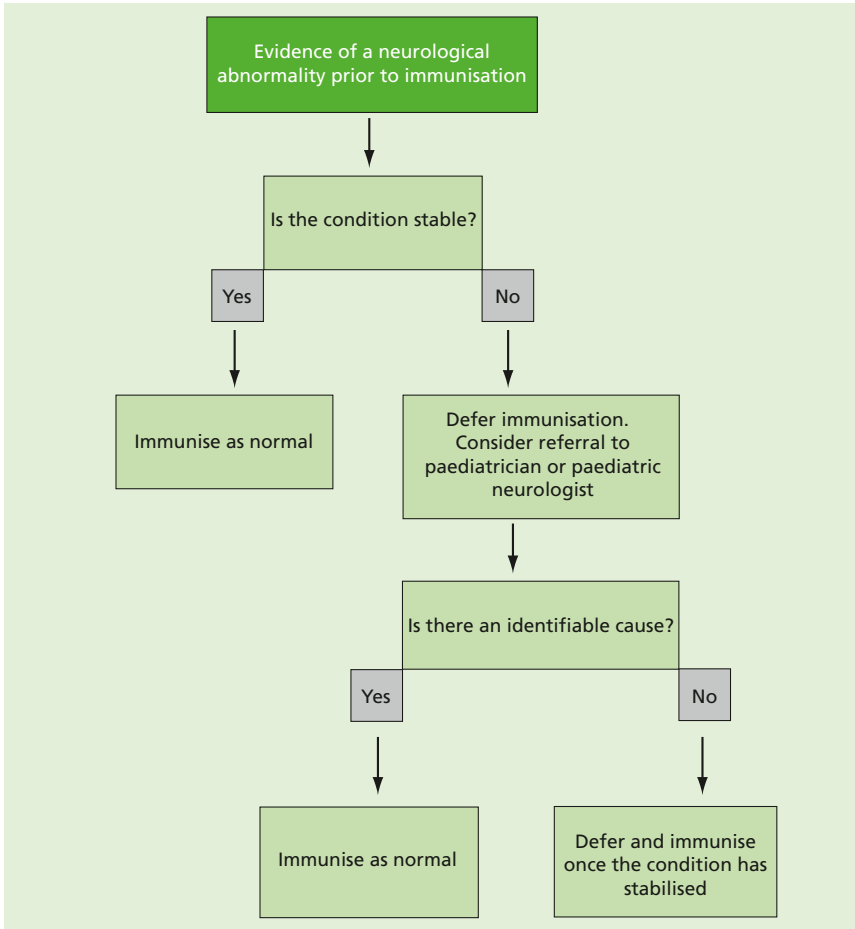 Evidence of a neurological
abnormality prior to immunisation
Is the condition stable?
Yes
No
Immunise as normal
Defer immunisation.
Consider referral to
paediatrician or paediatric
neurologist
Is there an identifiable cause?
Yes
No
Immunise as normal
Defer and immunise
once the condition has
stabilised